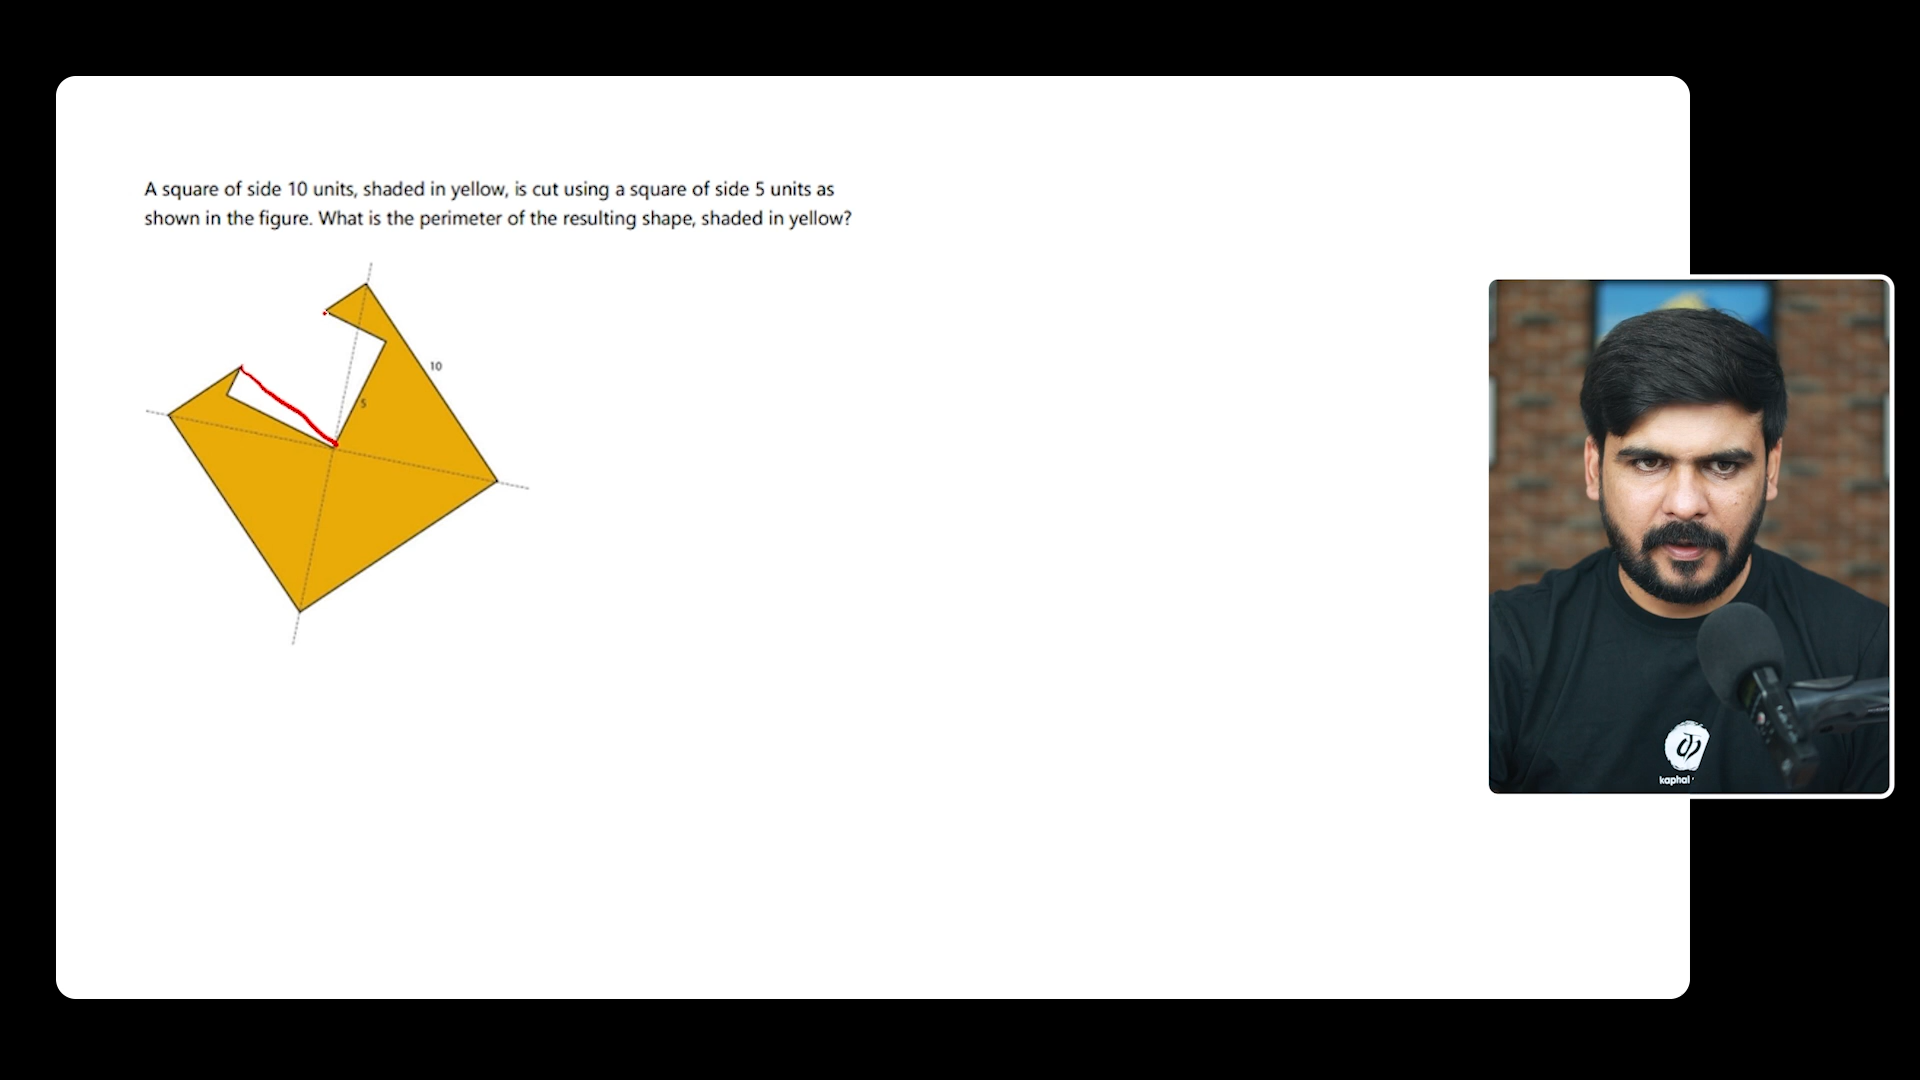 A square of side 10 units, shaded in yellow, is cut using a square of side 5 units as
shown in the figure. What is the perimeter of the resulting shape, shaded in yellow?
10
5
kaphal